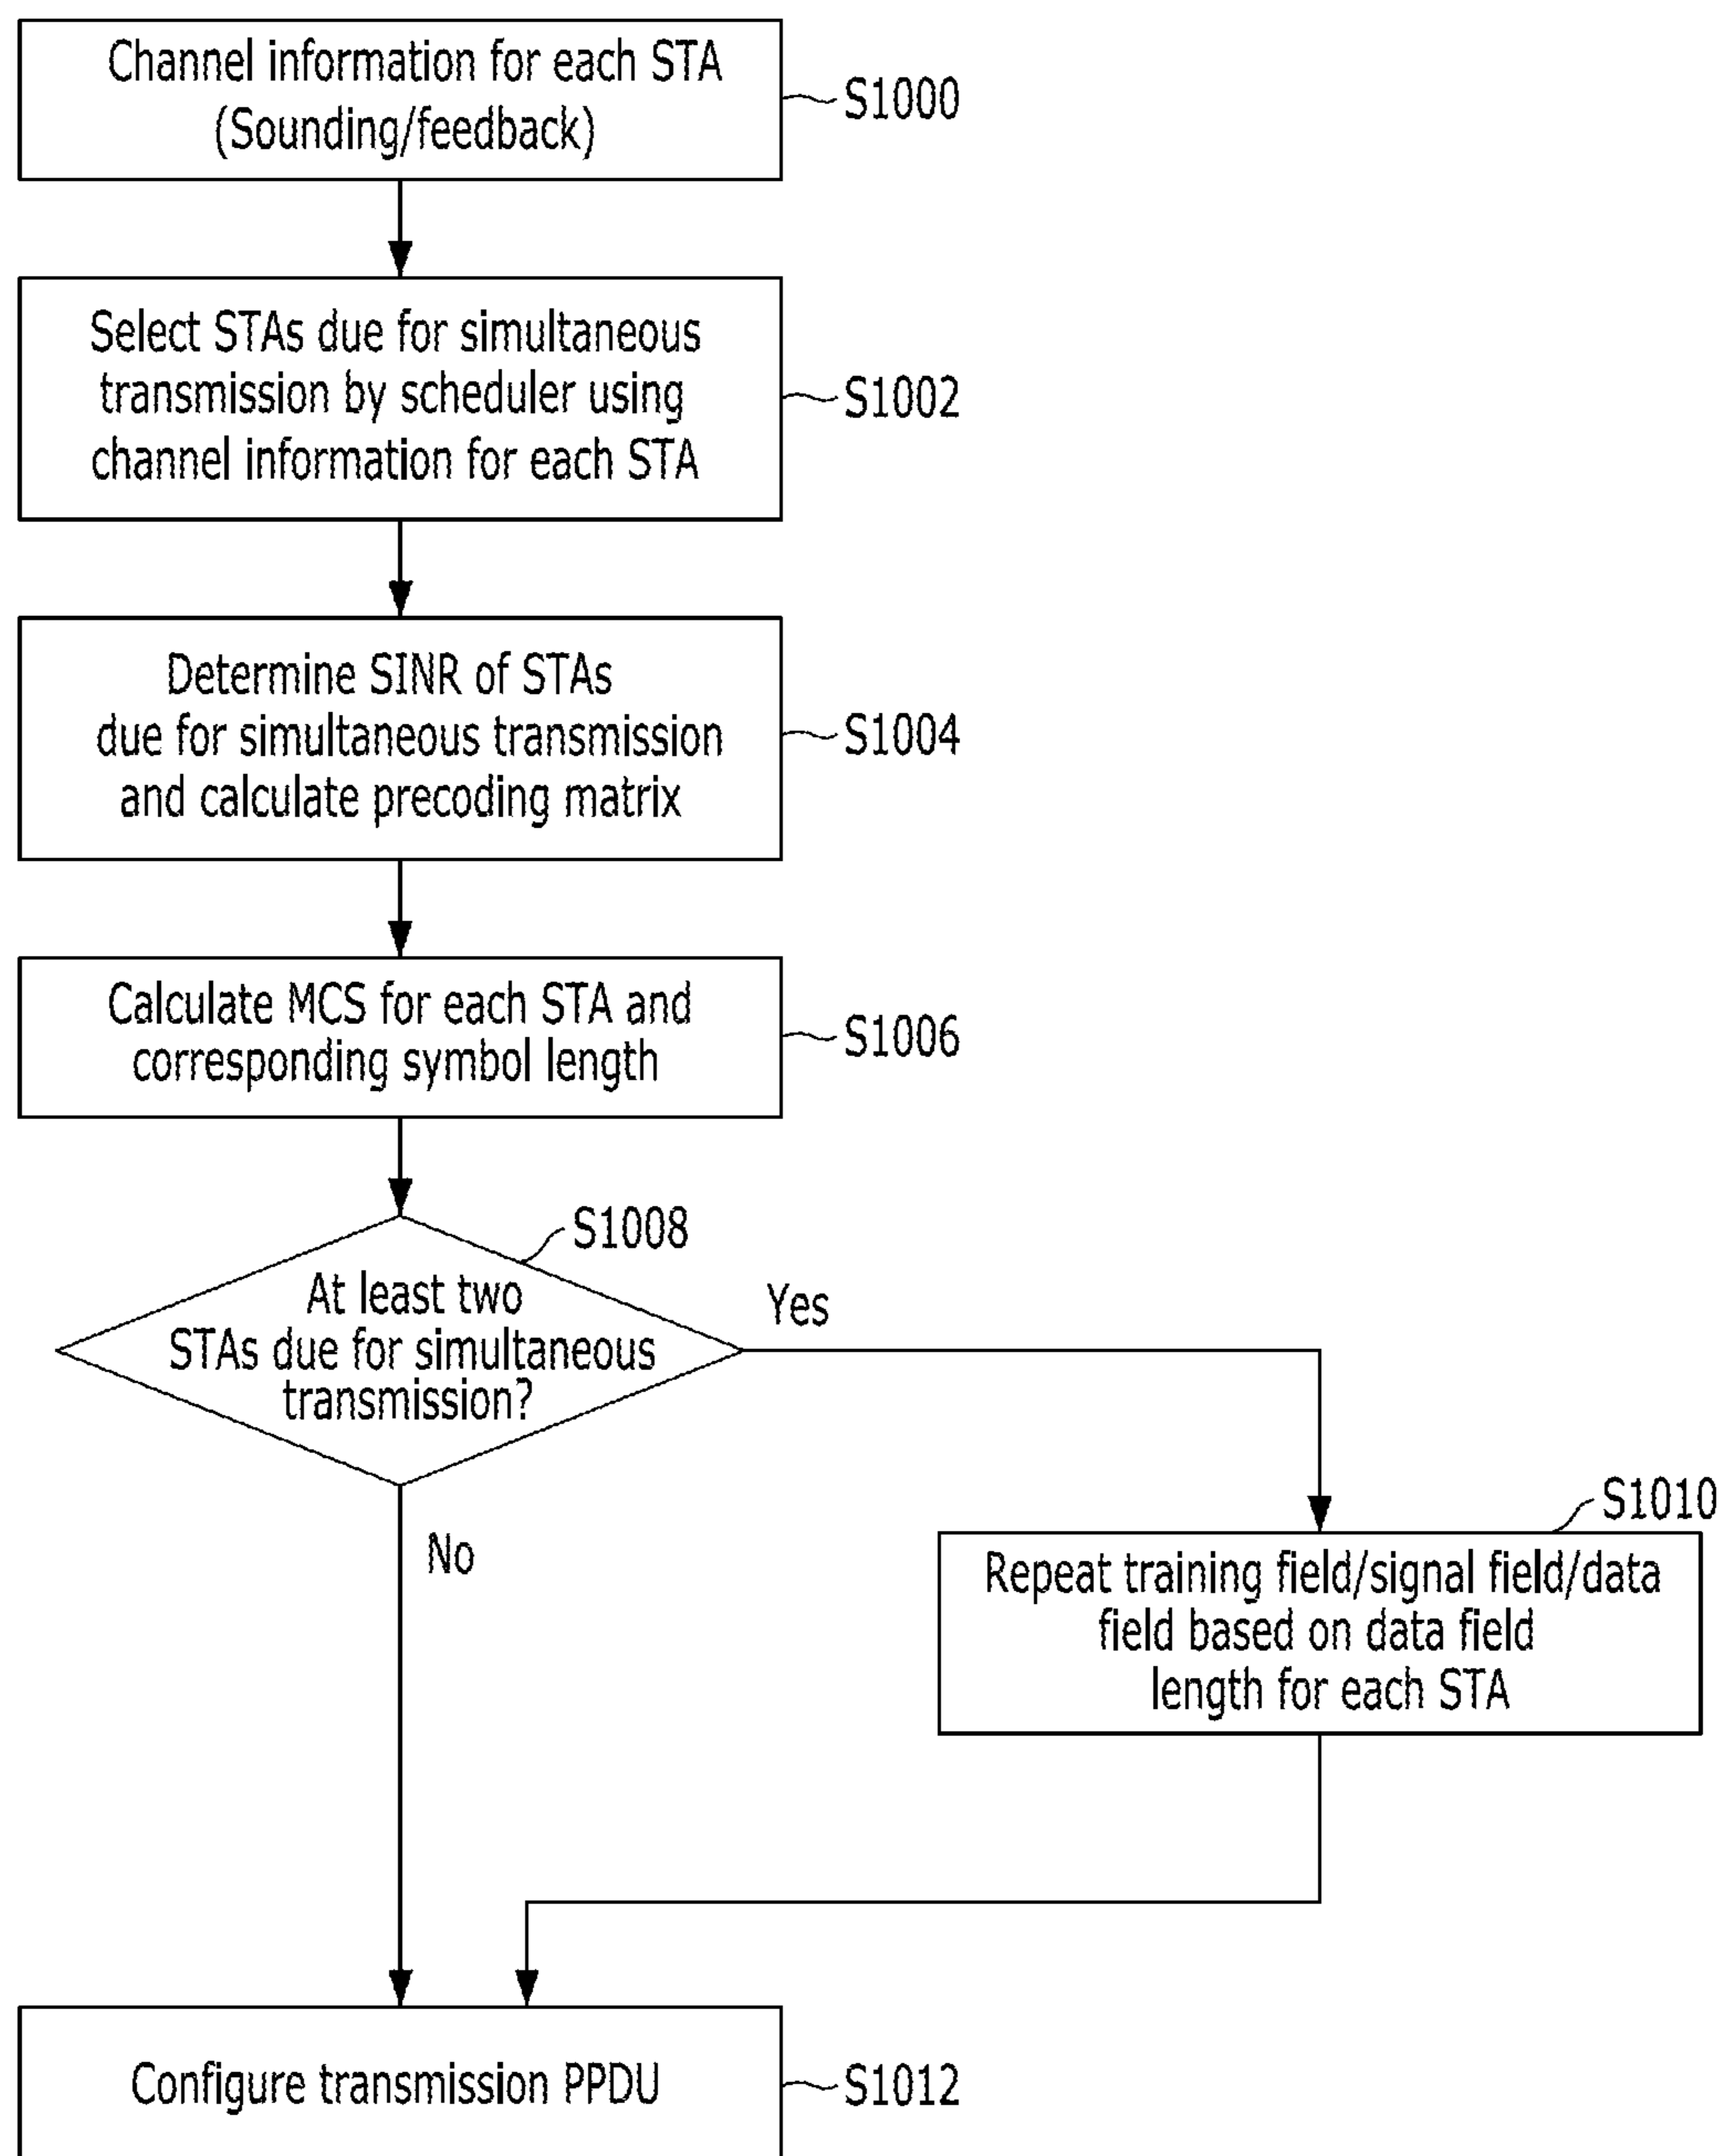 Channel information for each STA
(Sounding/feedback)
S1000
Select STAs due for simultaneous
transmission by scheduler using
channel information for each STA
S1002
Determine SINR of STAs
due for simultaneous transmission
and calculate precoding matrix
S1004
Calculate MCS for each STA and
corresponding symbol length
S1006
S1008
At least two
STAs due for simultaneous
transmission?
Yes
No
S1010
Repeat training field/signal field/data
field based on data field
length for each STA
Configure transmission PPDU
S1012